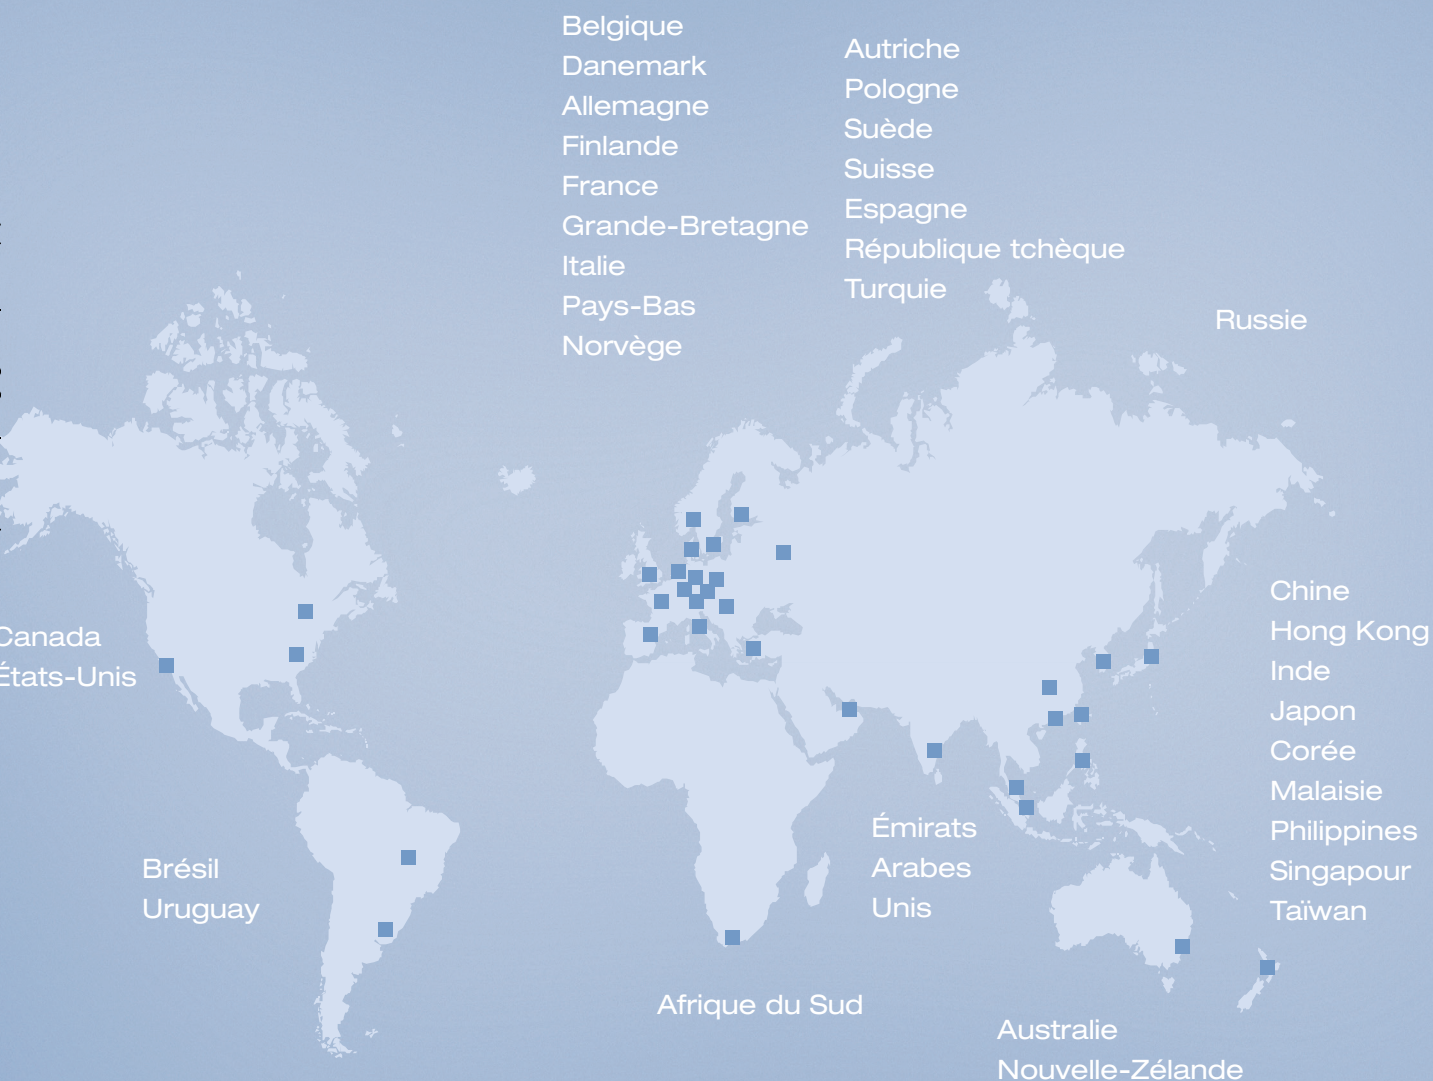 Belgique
Danemark
Allemagne
Finlande
France
Grande-Bretagne
Italie
Pays-Bas
Norvège
Autriche
Pologne
Suède
Suisse
Espagne
République tchèque
Turquie
Russie
Canada
États-Unis
Chine
Hong Kong
Inde
Japon
Corée
Malaisie
Philippines
Singapour
Taïwan
Brésil
Uruguay
Émirats
Arabes
Unis
Afrique du Sud
Australie
Nouvelle-Zélande